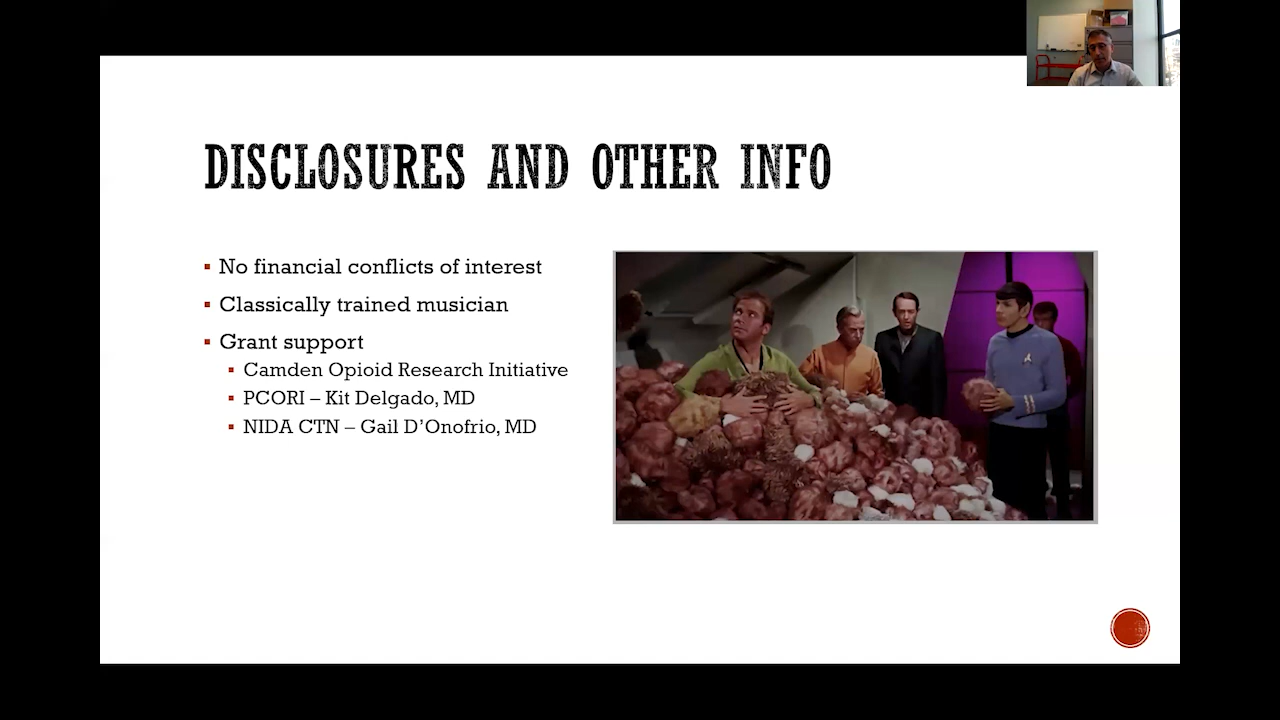 DISCLOSURES AND OTHER INFO
No financial conflicts of interest
Classically trained musician
Grant support
Camden Opioid Research Initiative
PCORI – Kit Delgado, MD
NIDA CTN – Gail D’Onofrio, MD